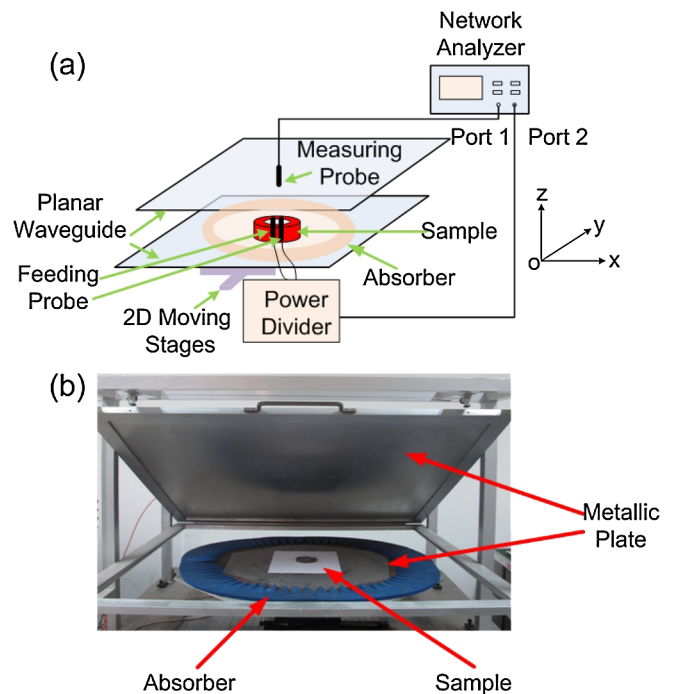 Network
Analyzer
(a)
Port 1
Port 2
Measuring
Probe
Planar
Waveguide
Sample
Feeding
Probe
Absorber
Power
Divider
2D Moving
Stages
z
y
o
x
(b)
Metallic
Plate
Absorber
Sample